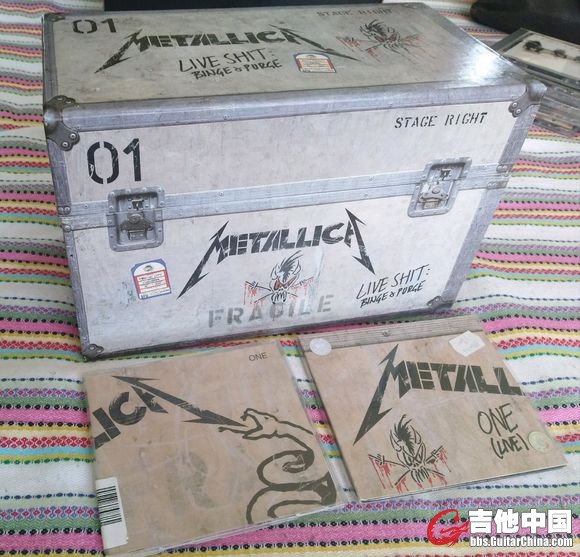 01
METALLICA
STAGE RIGHT
LIVE SHIT:
BINGE & PURGE
01
STAGE RIGHT
METALLICA
LIVE SHIT:
BINGE & PURGE
FRAGILE
ONE
LICA
METALL
ONE
(LIVE)
吉他中国
bbs.GuitarChina.com